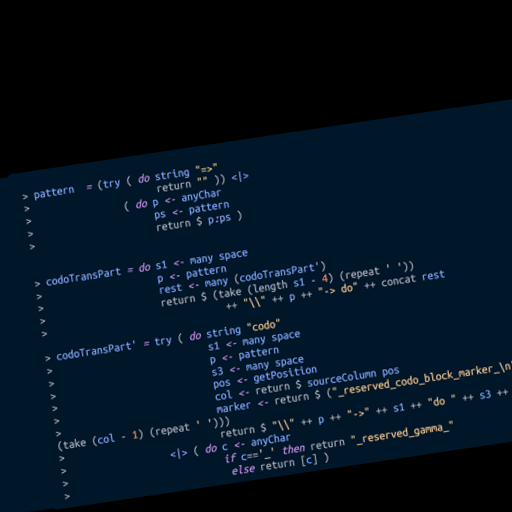 > pattern  = (try ( do string "=>"
>                     return "" )) <|>
>               ( do p <- anyChar
>                    ps <- pattern
>                    return $ p:ps )
>

> codoTransPart = do s1 <- many space
>                    p <- pattern
>                    rest <- many (codoTransPart')
>                    return $ (take (length s1 - 4) (repeat ' '))
>                               ++ "\\" ++ p ++ "-> do" ++ concat rest
>
> codoTransPart' = try ( do string "codo"
>                           s1 <- many space
>                           p <- pattern
>                           s3 <- many space
>                           pos <- getPosition
>                           col <- return $ sourceColumn pos
>                           marker <- return $ ("_reserved_codo_block_marker_\n
(take (col - 1) (repeat ' ')))
>                           return $ "\\" ++ p ++ "->" ++ s1 ++ "do " ++ s3 ++
>                  <|> ( do c <- anyChar
>                           if c=='_' then return "_reserved_gamma_"
>                           else return [c] )
>